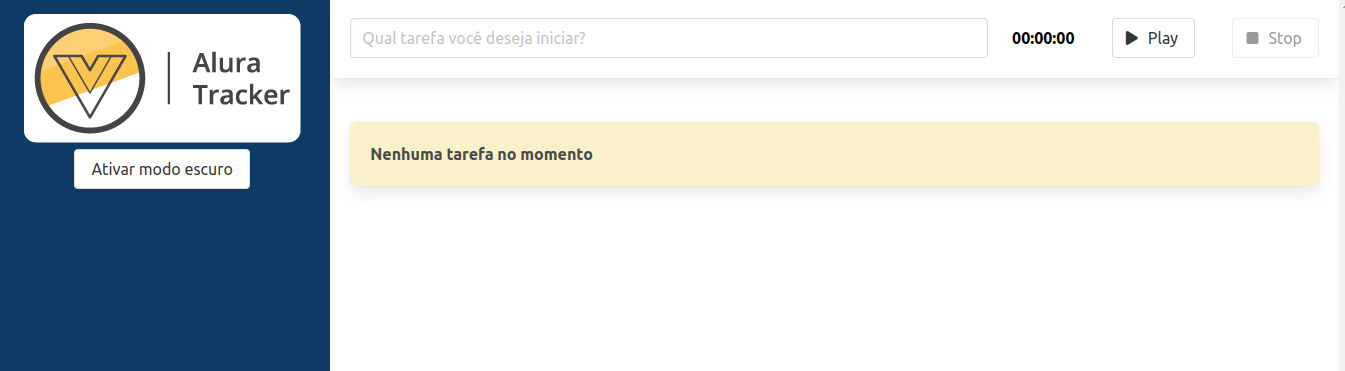 Alura
Tracker
Ativar modo escuro
Qual tarefa você deseja iniciar?
00:00:00
Play
Stop
Nenhuma tarefa no momento